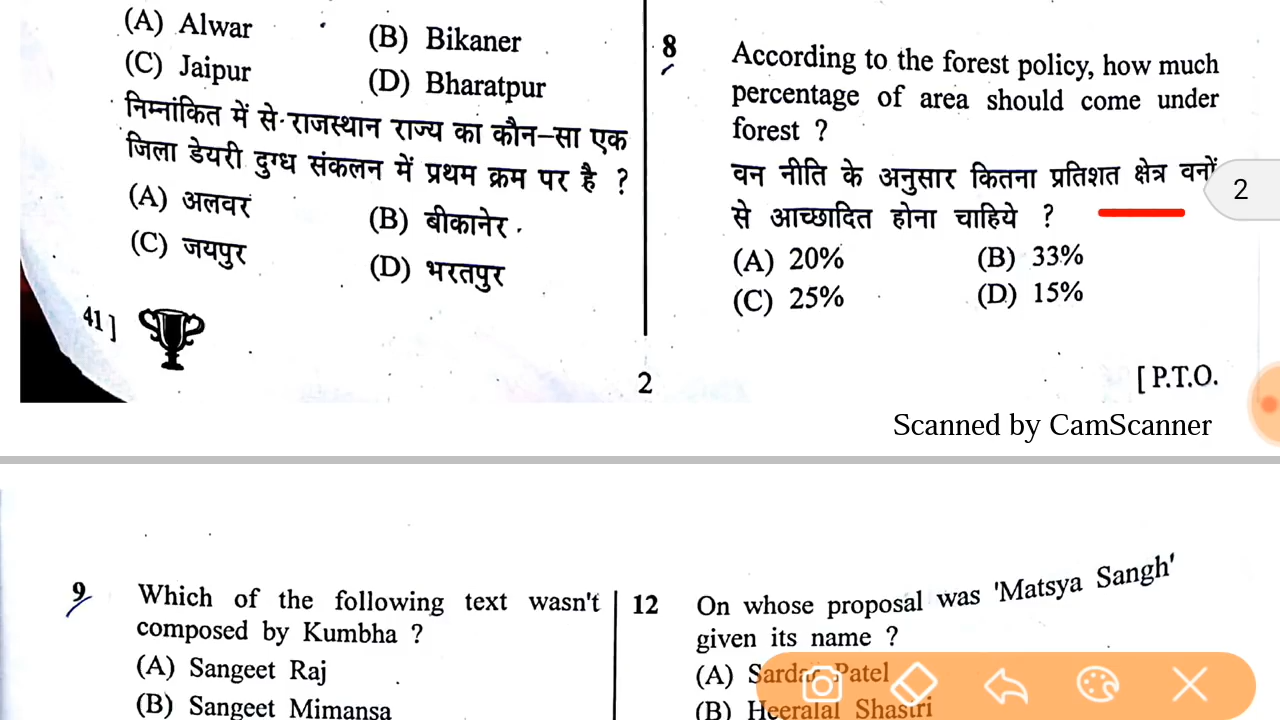 (A) Alwar
(B) Bikaner
(C) Jaipur
(D) Bharatpur
निम्नांकित में से राजस्थान राज्य का कौन-सा एक
जिला डेयरी दुग्ध संकलन में प्रथम क्रम पर है ?
(A) अलवर
(B) बीकानेर
(C) जयपुर
(D) भरतपुर
41 ]
8
According to the forest policy, how much
percentage of area should come under
forest ?
वन नीति के अनुसार कितना प्रतिशत क्षेत्र वनों
से आच्छादित होना चाहिये ?
(A) 20%
(B) 33%
(C) 25%
(D) 15%
2
2
[ P.T.O.
Scanned by CamScanner
9
Which of the following text wasn't
composed by Kumbha ?
(A) Sangeet Raj
(B) Sangeet Mimansa
12
On whose proposal was 'Matsya Sangh'
given its name ?
(A) Sardar Patel
(B) Heeralal Shastri